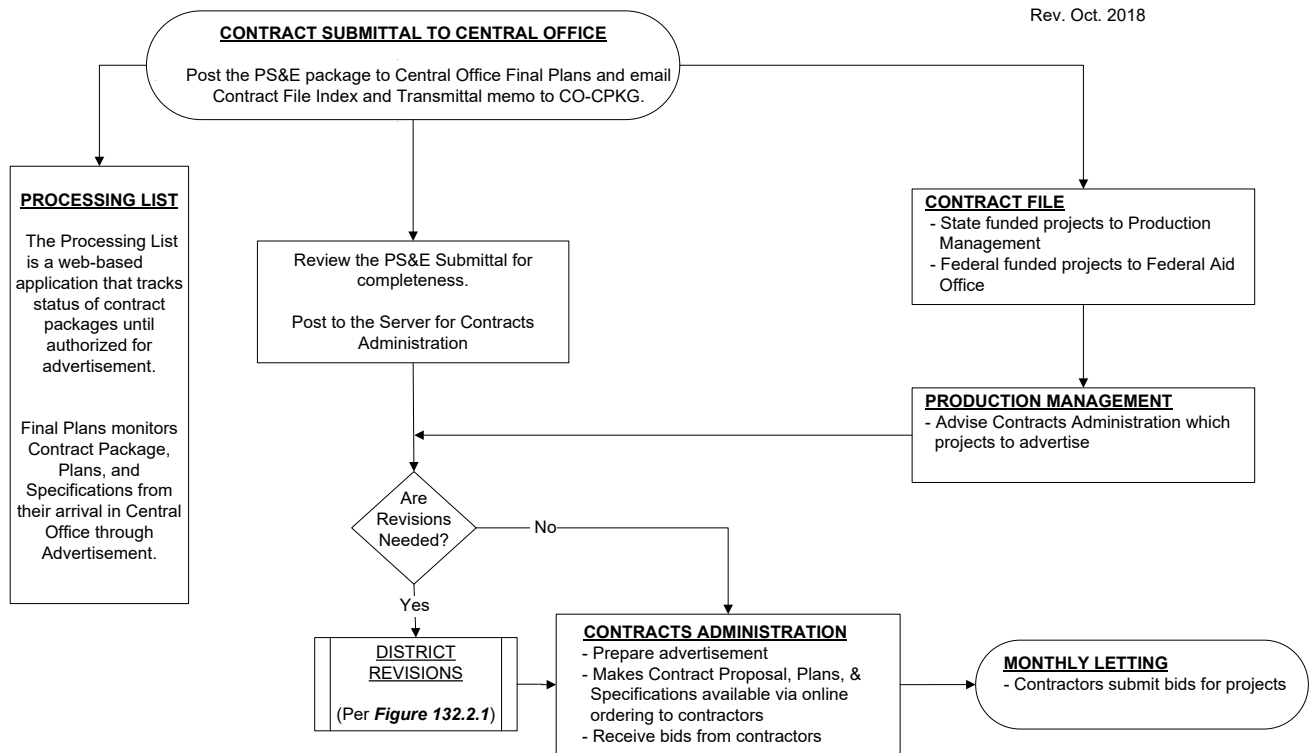 Rev. Oct. 2018
CONTRACT SUBMITTAL TO CENTRAL OFFICE
Post the PS&E package to Central Office Final Plans and email
Contract File Index and Transmittal memo to CO-CPKG.
PROCESSING LIST
The Processing List
is a web-based
application that tracks
status of contract
packages until
authorized for
advertisement.
Final Plans monitors
Contract Package,
Plans, and
Specifications from
their arrival in Central
Office through
Advertisement.
Review the PS&E Submittal for
completeness.
Post to the Server for Contracts
Administration
CONTRACT FILE
- State funded projects to Production
Management
- Federal funded projects to Federal Aid
Office
PRODUCTION MANAGEMENT
- Advise Contracts Administration which
projects to advertise
Are
Revisions
Needed?
No
Yes
DISTRICT
REVISIONS
(Per Figure 132.2.1)
CONTRACTS ADMINISTRATION
- Prepare advertisement
- Makes Contract Proposal, Plans, &
Specifications available via online
ordering to contractors
- Receive bids from contractors
MONTHLY LETTING
- Contractors submit bids for projects